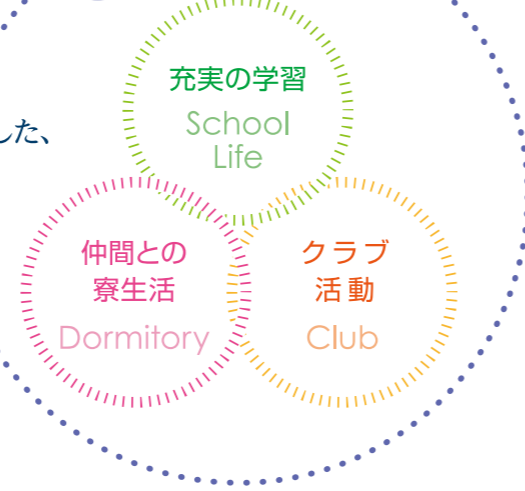 充実の学習
School
Life
した、
仲間との
寮生活
Dormitory
クラブ
活動
Club